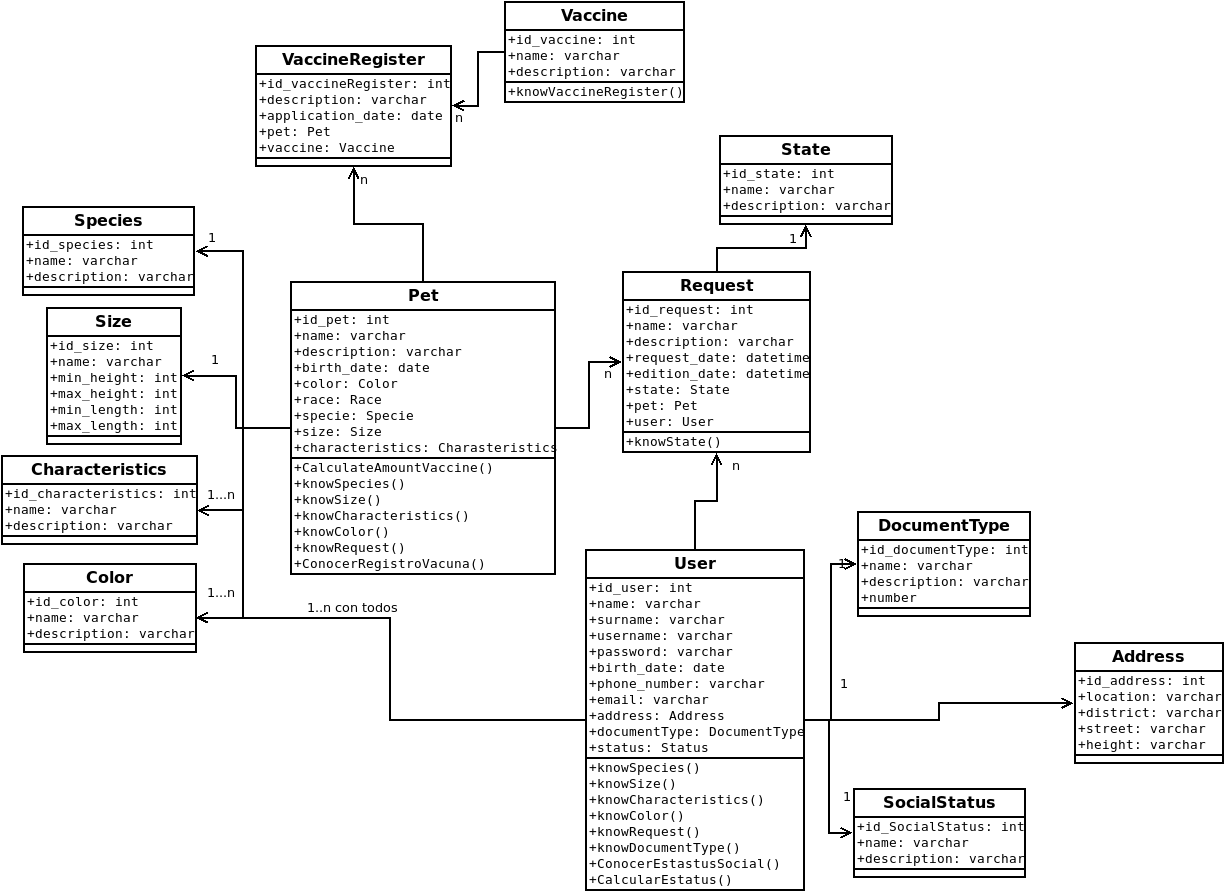 Vaccine
+id_vaccine: int
+name: varchar
+description: varchar
+knowVaccineRegister()
VaccineRegister
+id_vaccineRegister: int
+description: varchar
+application_date: date
+pet: Pet
+vaccine: Vaccine
n
n
State
+id_state: int
+name: varchar
+description: varchar
1
Species
+id_species: int
+name: varchar
+description: varchar
1
Size
+id_size: int
+name: varchar
+min_height: int
+max_height: int
+min_length: int
+max_length: int
1
Characteristics
+id_characteristics: int
+name: varchar
+description: varchar
1...n
Color
+id_color: int
+name: varchar
+description: varchar
1...n
1..n con todos
Pet
+id_pet: int
+name: varchar
+description: varchar
+birth_date: date
+color: Color
+race: Race
+specie: Specie
+size: Size
+characteristics: Charasteristics
+CalculateAmountVaccine()
+knowSpecies()
+knowSize()
+knowCharacteristics()
+knowColor()
+knowRequest()
+ConocerRegistroVacuna()
n
Request
+id_request: int
+name: varchar
+description: varchar
+request_date: datetime
+edition_date: datetime
+state: State
+pet: Pet
+user: User
+knowState()
n
User
+id_user: int
+name: varchar
+surname: varchar
+username: varchar
+password: varchar
+birth_date: date
+phone_number: varchar
+email: varchar
+address: Address
+documentType: DocumentType
+status: Status
+knowSpecies()
+knowSize()
+knowCharacteristics()
+knowColor()
+knowRequest()
+knowDocumentType()
+ConocerEstastusSocial()
+CalcularEstatus()
DocumentType
+id_documentType: int
+name: varchar
+description: varchar
+number
1
1
Address
+id_address: int
+location: varchar
+district: varchar
+street: varchar
+height: varchar
1
SocialStatus
+id_SocialStatus: int
+name: varchar
+description: varchar